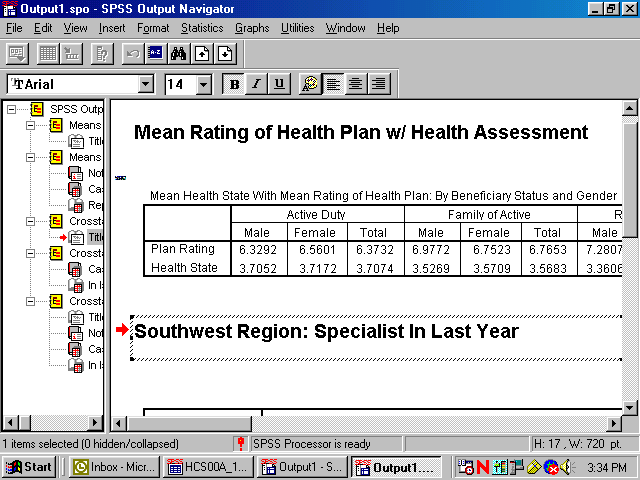 Output1.spo - SPSS Output Navigator
File Edit View Insert Format Statistics Graphs Utilities Window Help
Arial 14 B I U
SPSS Outp
Means
Title
Means
Not
Cas
Rep
Crossta
Title
Crossta
Cas
In Is
Crossta
Title
Not
Cas
In Is
Mean Rating of Health Plan w/ Health Assessment
Mean Health State With Mean Rating of Health Plan: By Beneficiary Status and Gender
Active Duty Family of Active R
Male Female Total Male Female Total Male
Plan Rating 6.3292 6.5601 6.3732 6.9772 6.7523 6.7653 7.2807
Health State 3.7052 3.7172 3.7074 3.5269 3.5709 3.5683 3.3606
Southwest Region: Specialist In Last Year
1 items selected (0 hidden/collapsed) SPSS Processor is ready H: 17 , W: 720 pt.
Start Inbox - Micr... HCS00A_1... Output1 - S... Output1.... 3:34 PM